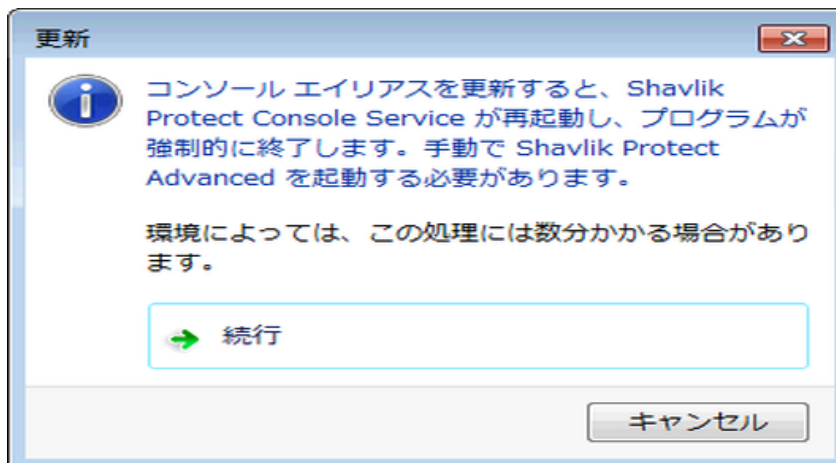 更新
コンソール エイリアスを更新すると、Shavlik
Protect Console Service が再起動し、プログラムが
強制的に終了します。手動で Shavlik Protect
Advanced を起動する必要があります。
環境によっては、この処理には数分かかる場合があり
ます。
続行
キャンセル